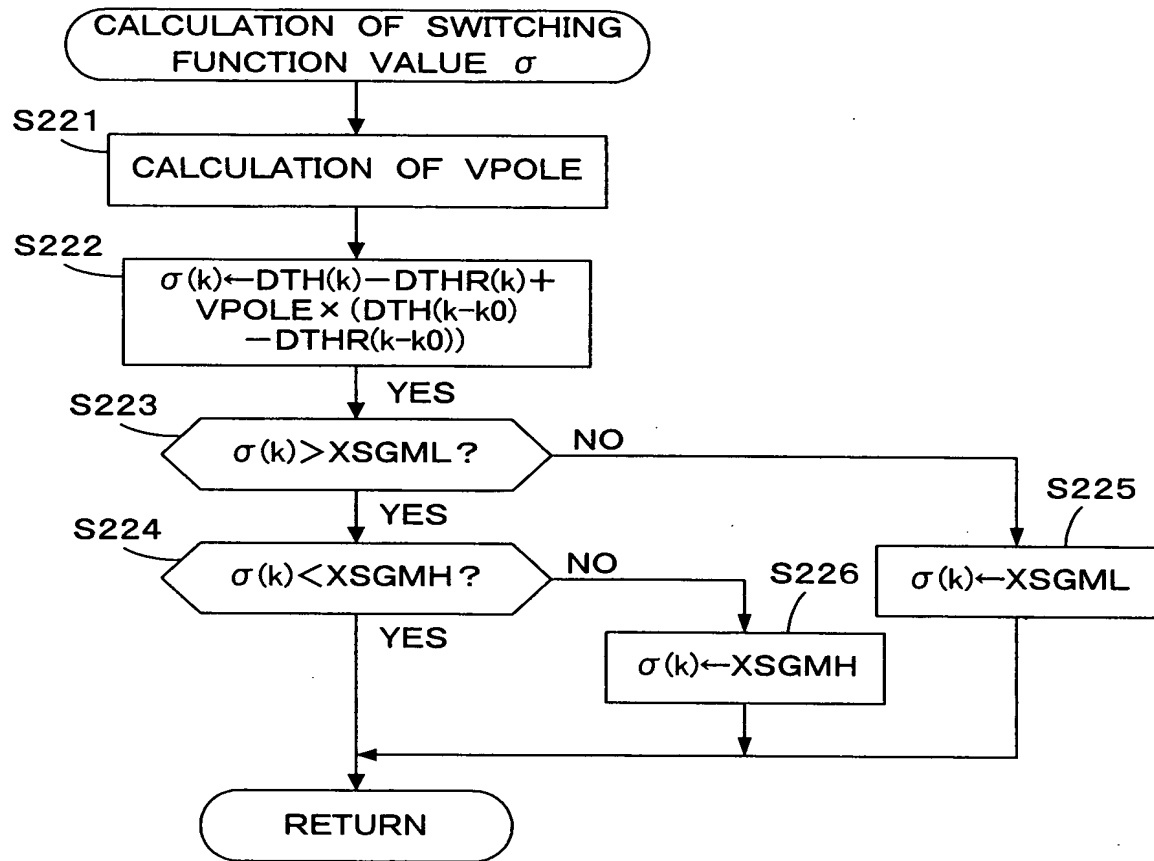 CALCULATION OF SWITCHING
FUNCTION VALUE σ
S221
CALCULATION OF VPOLE
S222
σ(k)←DTH(k)−DTHR(k)+
VPOLE×(DTH(k-k0)
−DTHR(k-k0))
YES
S223
σ(k)>XSGML?
NO
S225
σ(k)←XSGML
YES
S224
σ(k)<XSGMH?
NO
S226
σ(k)←XSGMH
YES
RETURN